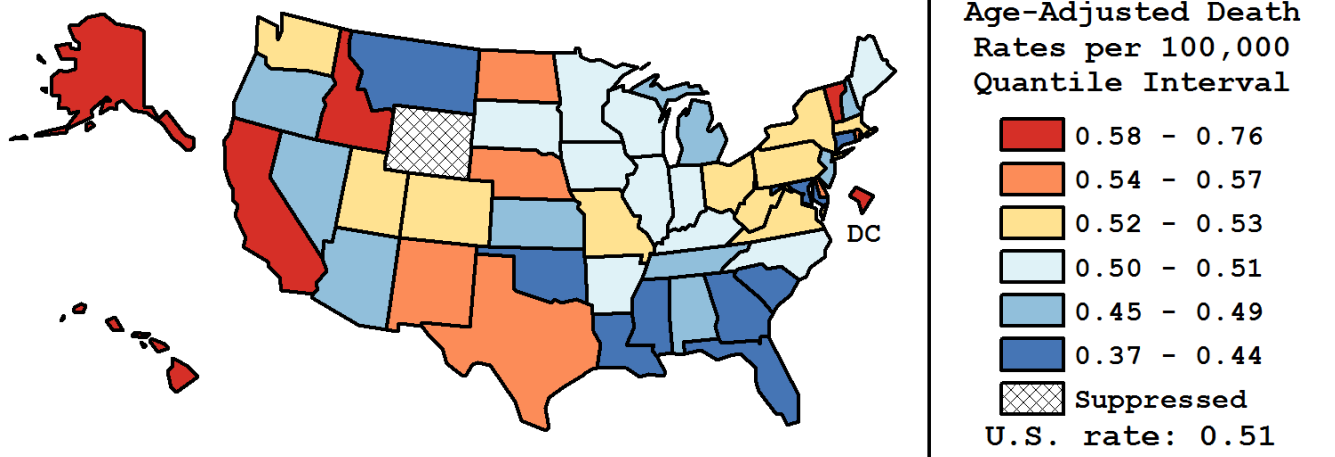 Age-Adjusted Death
Rates per 100,000
Quantile Interval
0.58 - 0.76
0.54 - 0.57
0.52 - 0.53
0.50 - 0.51
0.45 - 0.49
0.37 - 0.44
Suppressed
U.S. rate: 0.51
DC